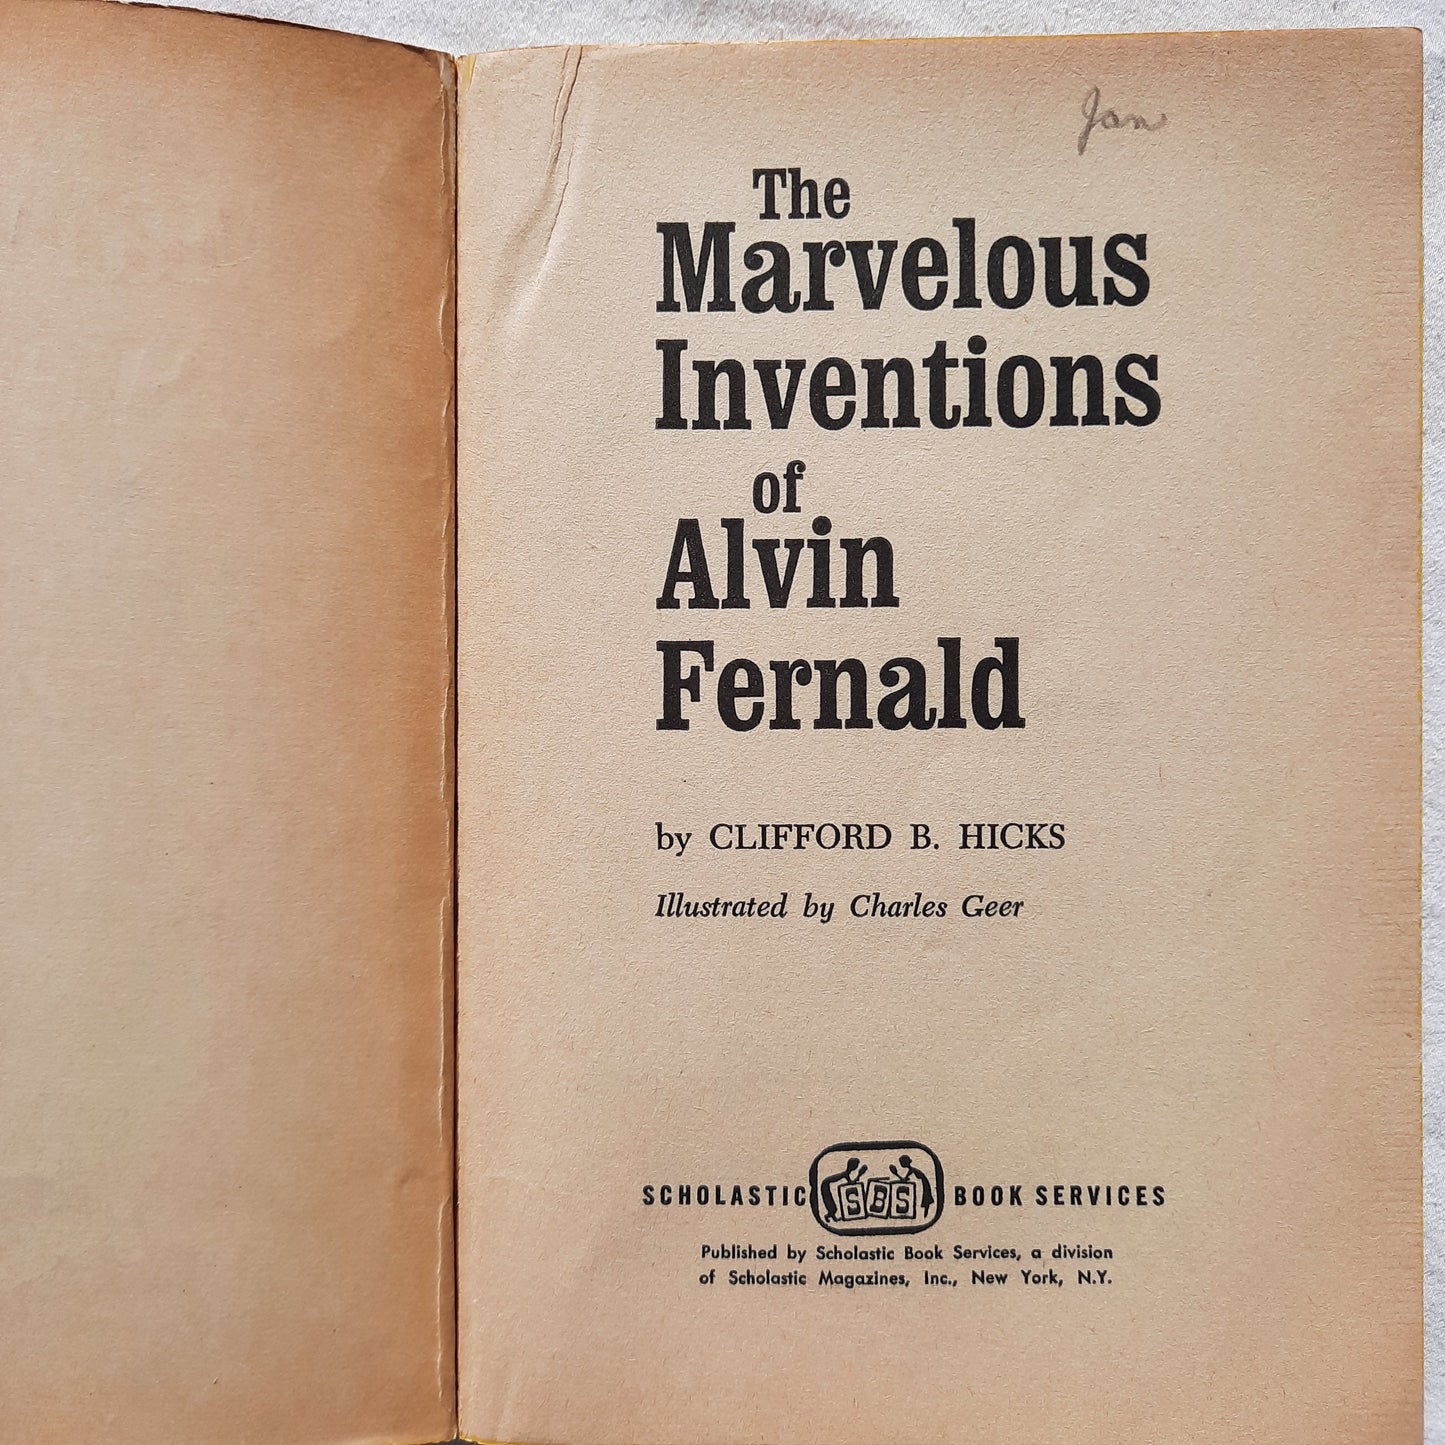 Jan
The
Marvelous
Inventions
of
Alvin
Fernald
by CLIFFORD B. HICKS
Illustrated by Charles Geer
SCHOLASTIC SBS BOOK SERVICES
Published by Scholastic Book Services, a division
of Scholastic Magazines, Inc., New York, N.Y.